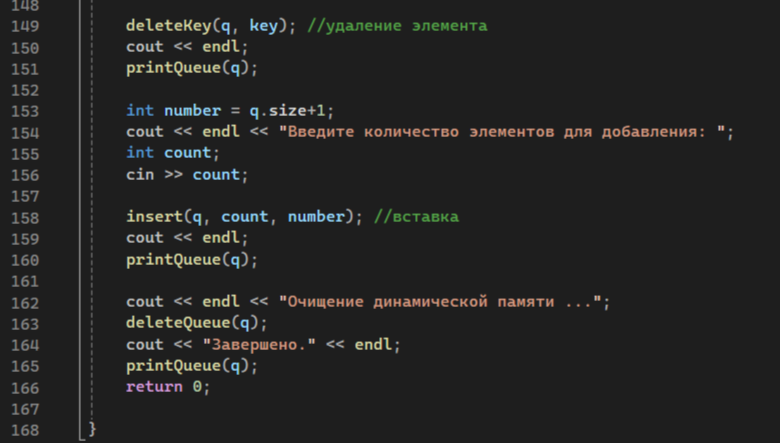 148
149 deleteKey(q, key); //удаление элемента
150 cout << endl;
151 printQueue(q);
152
153 int number = q.size+1;
154 cout << endl << "Введите количество элементов для добавления: ";
155 int count;
156 cin >> count;
157
158 insert(q, count, number); //вставка
159 cout << endl;
160 printQueue(q);
161
162 cout << endl << "Очищение динамической памяти ...";
163 deleteQueue(q);
164 cout << "Завершено." << endl;
165 printQueue(q);
166 return 0;
167
168 }